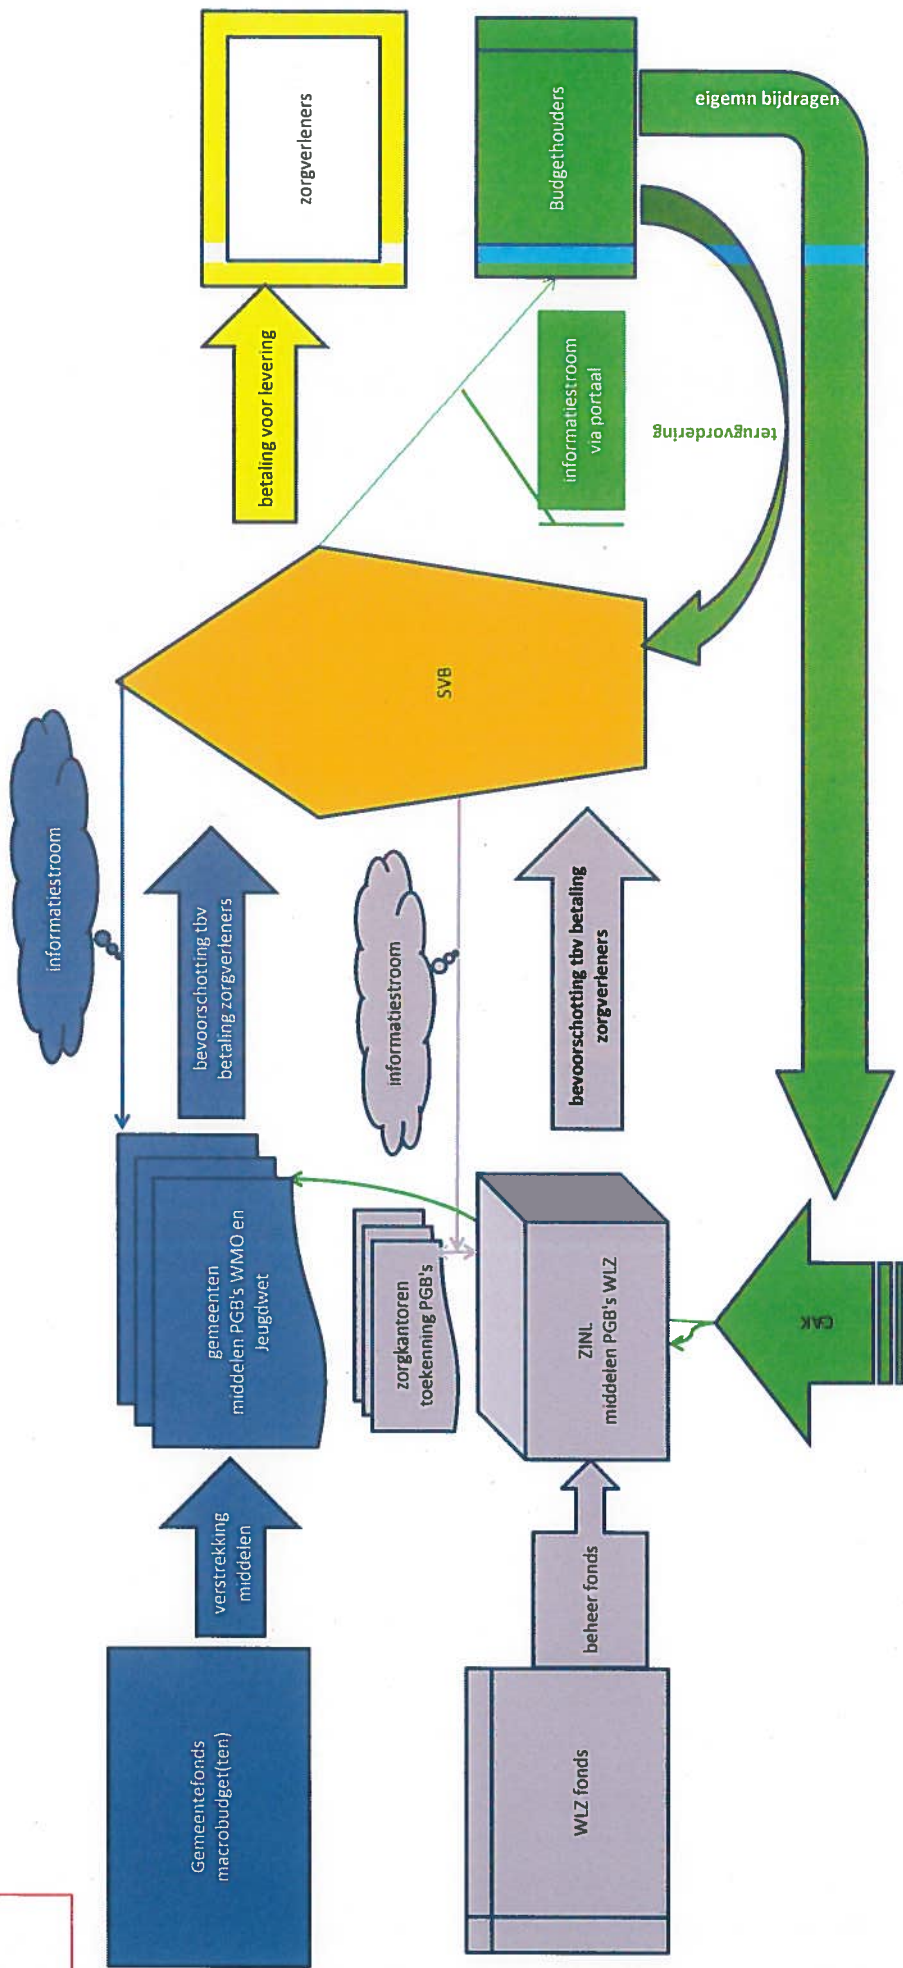 Gemeentefonds
macrobudget(ten)
verstrekking
middelen
gemeenten
middelen PGB's WMO en
Jeugdwet
bevoorschotting tbv
betaling zorgverleners
informatiestroom
betaling voor levering
zorgverleners
WLZ fonds
beheer fonds
zorgkantoren
toekenning PGB's
ZINL
middelen PGB's WLZ
informatiestroom
bevoorschotting tbv betaling
zorgverleners
SVB
informatiestroom
via portaal
Budgethouders
terugvordering
eigemn bijdragen
CAK